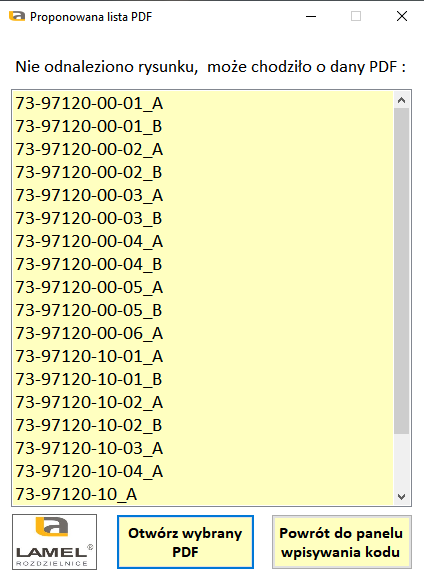 Proponowana lista PDF
Nie odnaleziono rysunku, może chodziło o dany PDF :
73-97120-00-01_A
73-97120-00-01_B
73-97120-00-02_A
73-97120-00-02_B
73-97120-00-03_A
73-97120-00-03_B
73-97120-00-04_A
73-97120-00-04_B
73-97120-00-05_A
73-97120-00-05_B
73-97120-00-06_A
73-97120-10-01_A
73-97120-10-01_B
73-97120-10-02_A
73-97120-10-02_B
73-97120-10-03_A
73-97120-10-04_A
73-97120-10_A
LAMEL®
ROZDZIELNICE
Otwórz wybrany
PDF
Powrót do panelu
wpisywania kodu